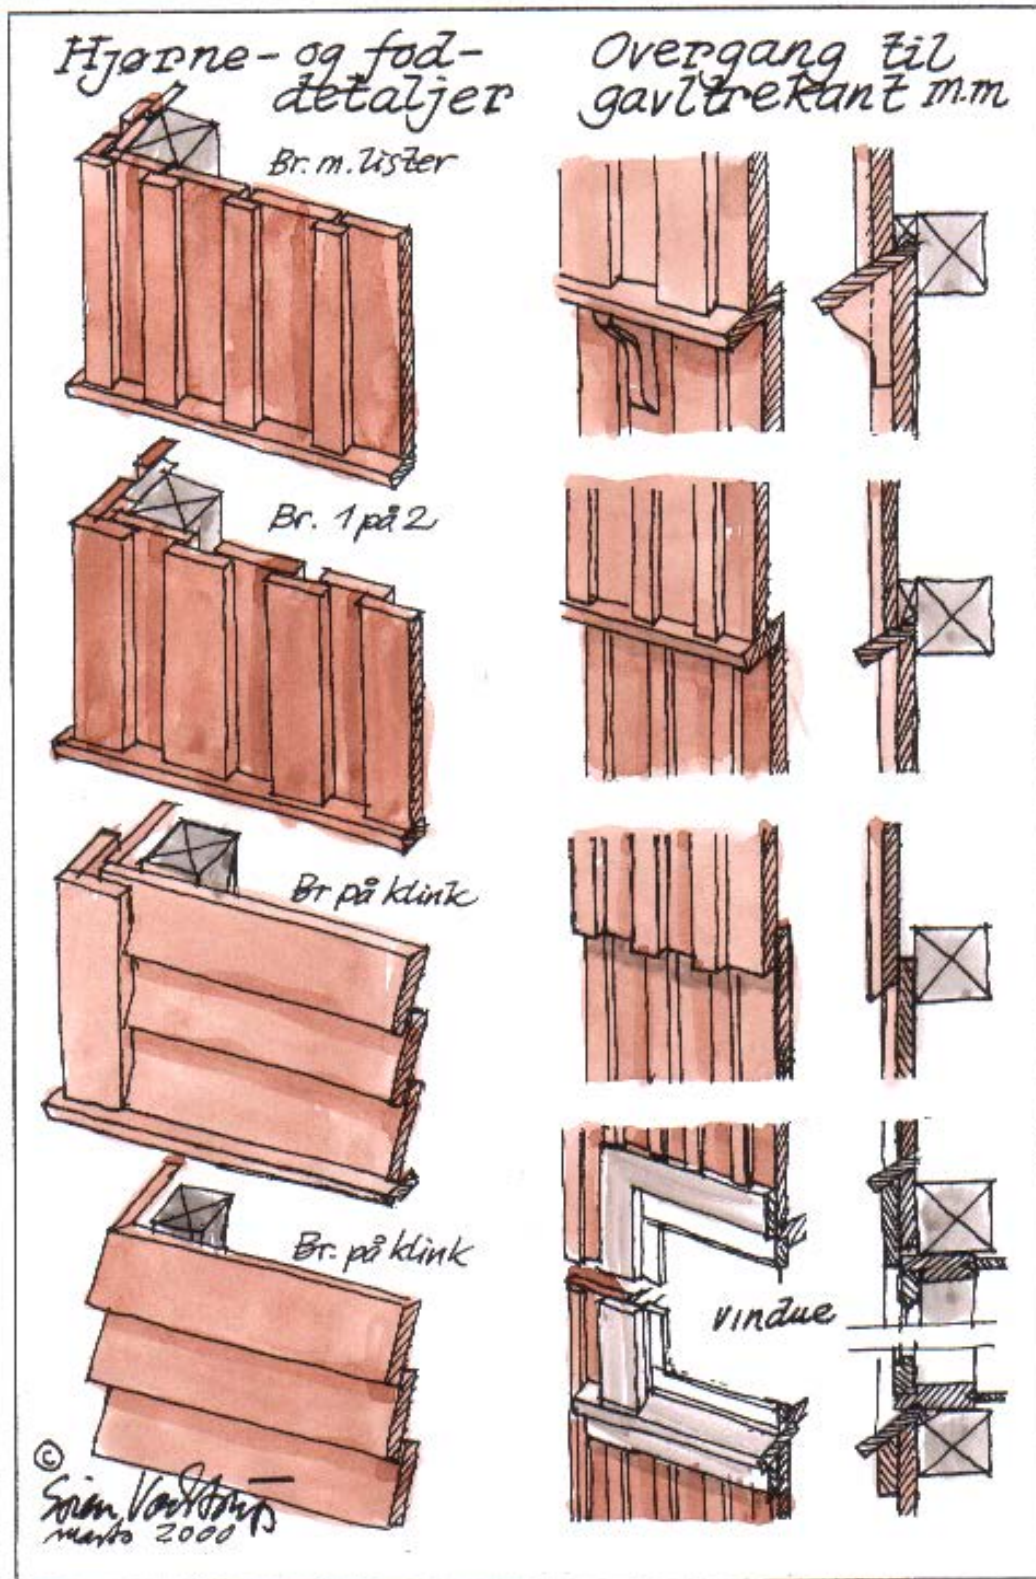 Hjørne- og fod-
detaljer
Br. m. lister
Br. 1 på 2
Br på klink
Br. på klink
©
marts 2000
Overgang til
gavltrekant m.m
vindue